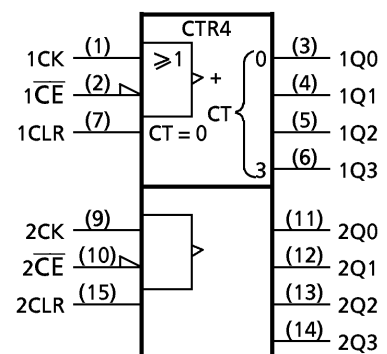 CTR4
1CK (1) ≥1 0 (3) 1Q0
1C̅E̅ (2) + (4) 1Q1
1CLR (7) CT = 0 CT (5) 1Q2
3 (6) 1Q3
2CK (9) (11) 2Q0
2C̅E̅ (10) (12) 2Q1
2CLR (15) (13) 2Q2
(14) 2Q3